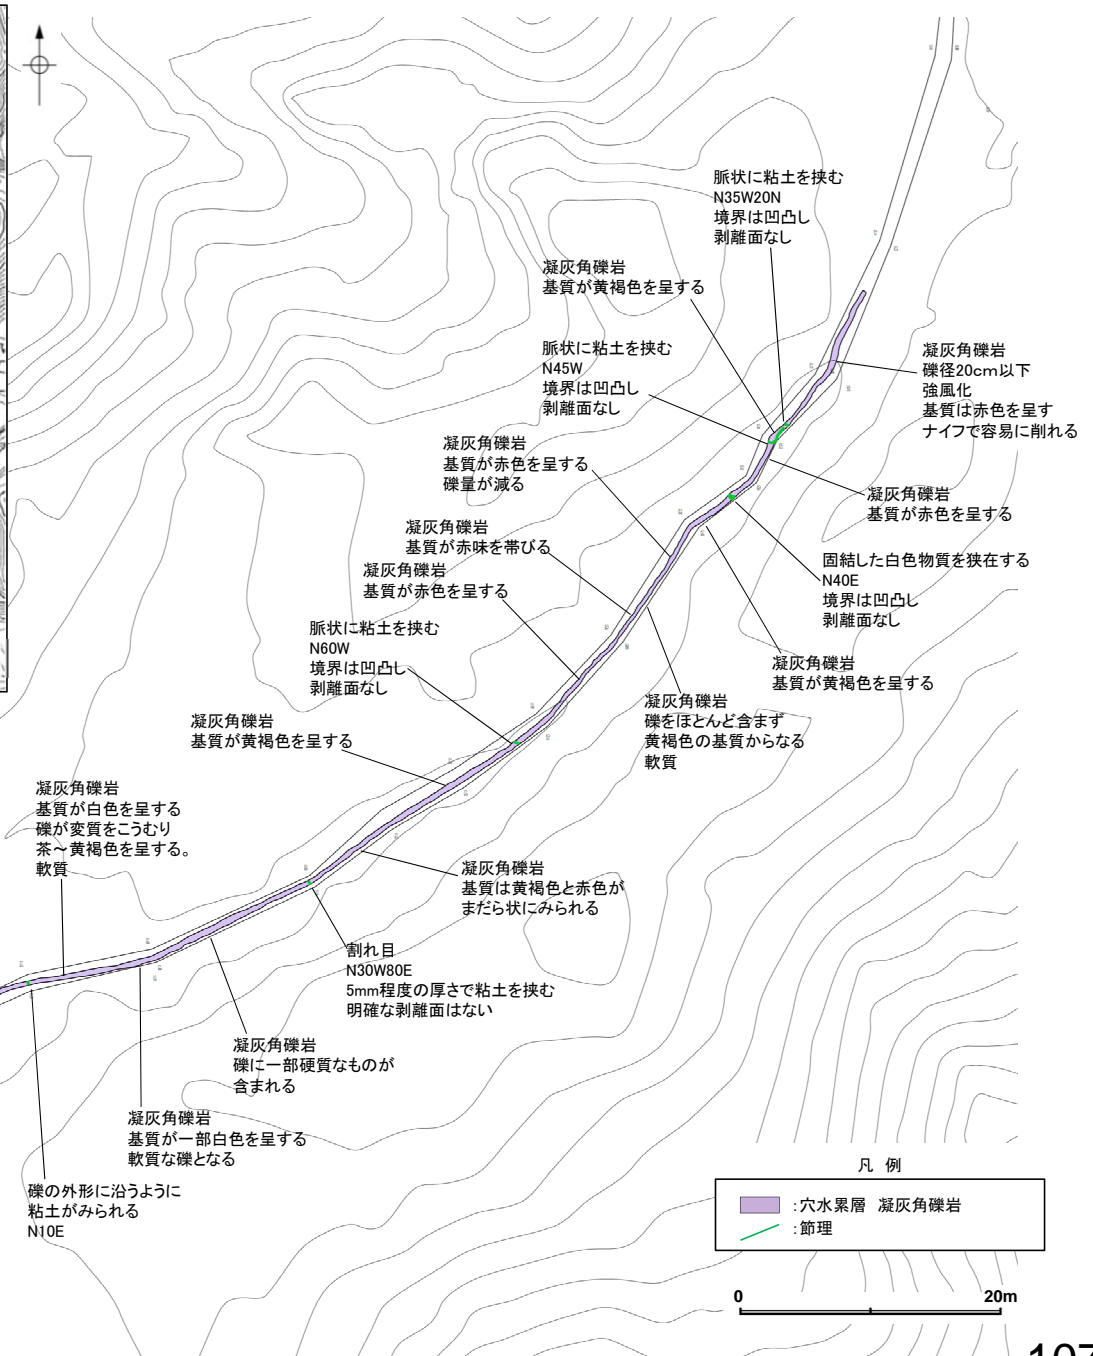 脈状に粘土を挟む
N35W20N
境界は凹凸し
剥離面なし
凝灰角礫岩
基質が黄褐色を呈する
脈状に粘土を挟む
N45W
境界は凹凸し
剥離面なし
凝灰角礫岩
礫径20cm以下
強風化
基質は赤色を呈す
ナイフで容易に削れる
凝灰角礫岩
基質が赤色を呈する
礫量が減る
凝灰角礫岩
基質が赤色を呈する
凝灰角礫岩
基質が赤味を帯びる
凝灰角礫岩
基質が赤色を呈する
固結した白色物質を狭在する
N40E
境界は凹凸し
剥離面なし
脈状に粘土を挟む
N60W
境界は凹凸し
剥離面なし
凝灰角礫岩
基質が黄褐色を呈する
凝灰角礫岩
礫をほとんど含まず
黄褐色の基質からなる
軟質
凝灰角礫岩
基質が黄褐色を呈する
凝灰角礫岩
基質が白色を呈する
礫が変質をこうむり
茶～黄褐色を呈する。
軟質
凝灰角礫岩
基質は黄褐色と赤色が
まだら状にみられる
割れ目
N30W80E
5mm程度の厚さで粘土を挟む
明確な剥離面はない
凝灰角礫岩
礫に一部硬質なものが
含まれる
凝灰角礫岩
基質が一部白色を呈する
軟質な礫となる
礫の外形に沿うように
粘土がみられる
N10E
凡 例
:穴水累層 凝灰角礫岩
:節理
0 20m